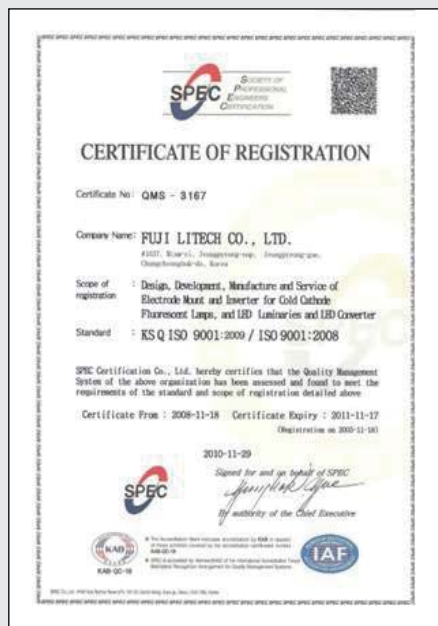 SPEC
SOCIETY OF
PROFESSIONAL
ENGINEERS
CERTIFICATION
CERTIFICATE OF REGISTRATION
Certificate No : QMS - 3167
Company Name : FUJI LITECH CO., LTD.
Korea
Scope of registration : Design, Development, Manufacture and Service of
Electrode Mount and Inverter for Cold Cathode
Fluorescent Lamps, and LED Luminaries and LED Converter
Standard : KS Q ISO 9001:2009 / ISO 9001:2008
SPEC Certification Co., Ltd. hereby certifies that the Quality Management
System of the above organization has been assessed and found to meet the
requirements of the standard and scope of registration detailed above
Certificate From : 2008-11-18 Certificate Expiry : 2011-11-17
2010-11-29
Signed for and on behalf of SPEC
SPEC
By authority of the Chief Executive
KAB
KAB-QC-19
IAF